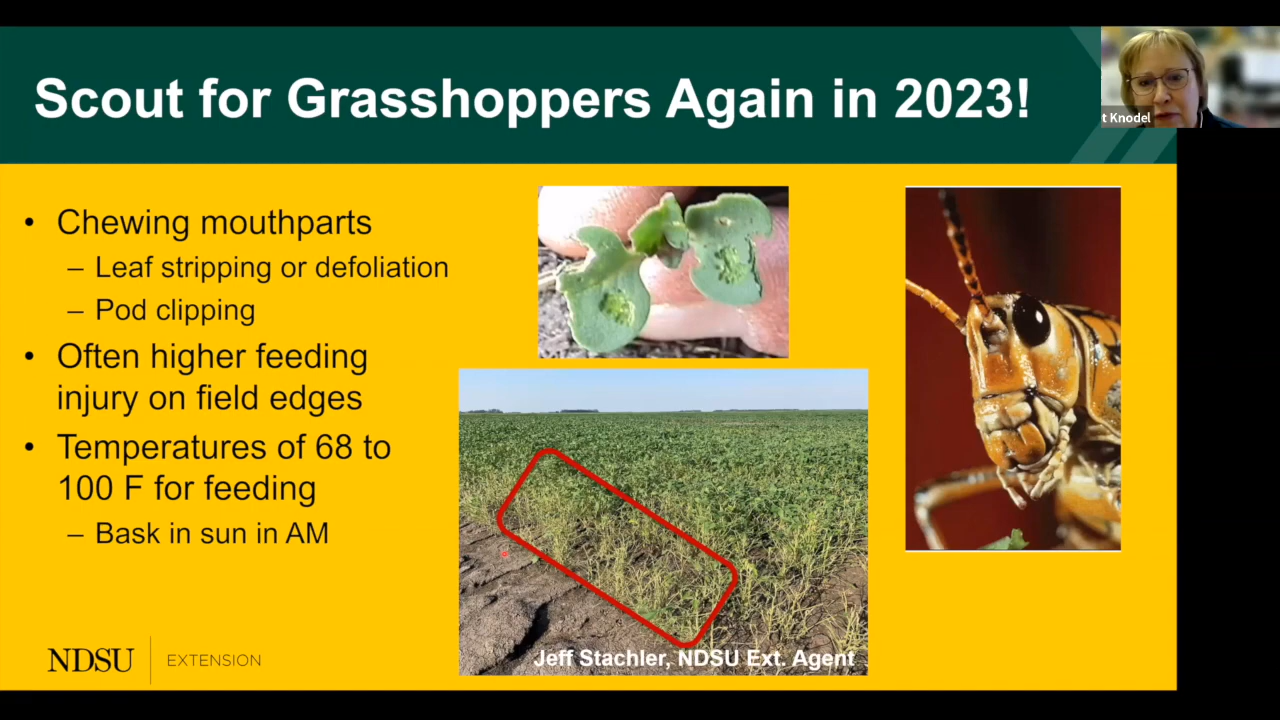 Scout for Grasshoppers Again in 2023!
t Knodel
• Chewing mouthparts
– Leaf stripping or defoliation
– Pod clipping
• Often higher feeding
injury on field edges
• Temperatures of 68 to
100 F for feeding
– Bask in sun in AM
Jeff Stachler, NDSU Ext. Agent
NDSU EXTENSION